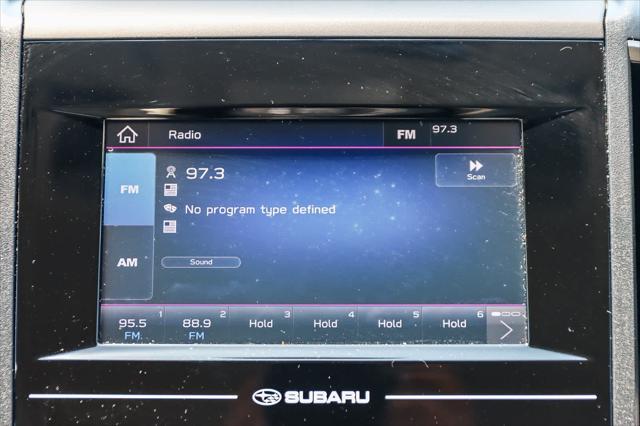 Radio FM 97.3
FM 97.3 Scan
No program type defined
AM Sound
1 2 3 4 5 6
95.5 88.9 Hold Hold Hold Hold
FM FM
SUBARU